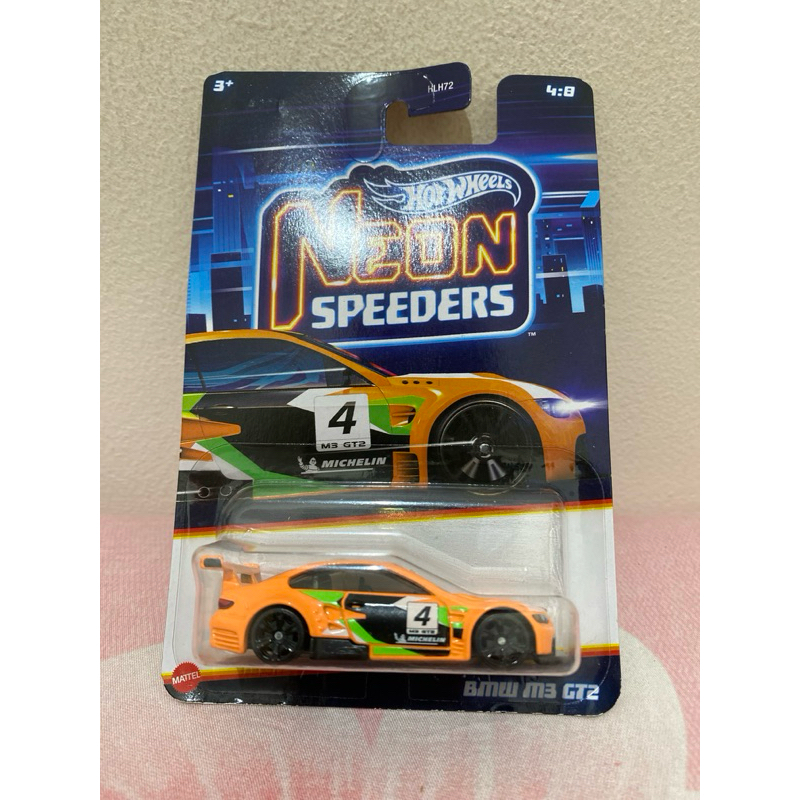 3+
HLH72
4:8
HOT WHEELS
NEON
SPEEDERS
™
4
M3 GT2
MICHELIN
4
M3 GT2
MICHELIN
MATTEL
BMW M3 GT2